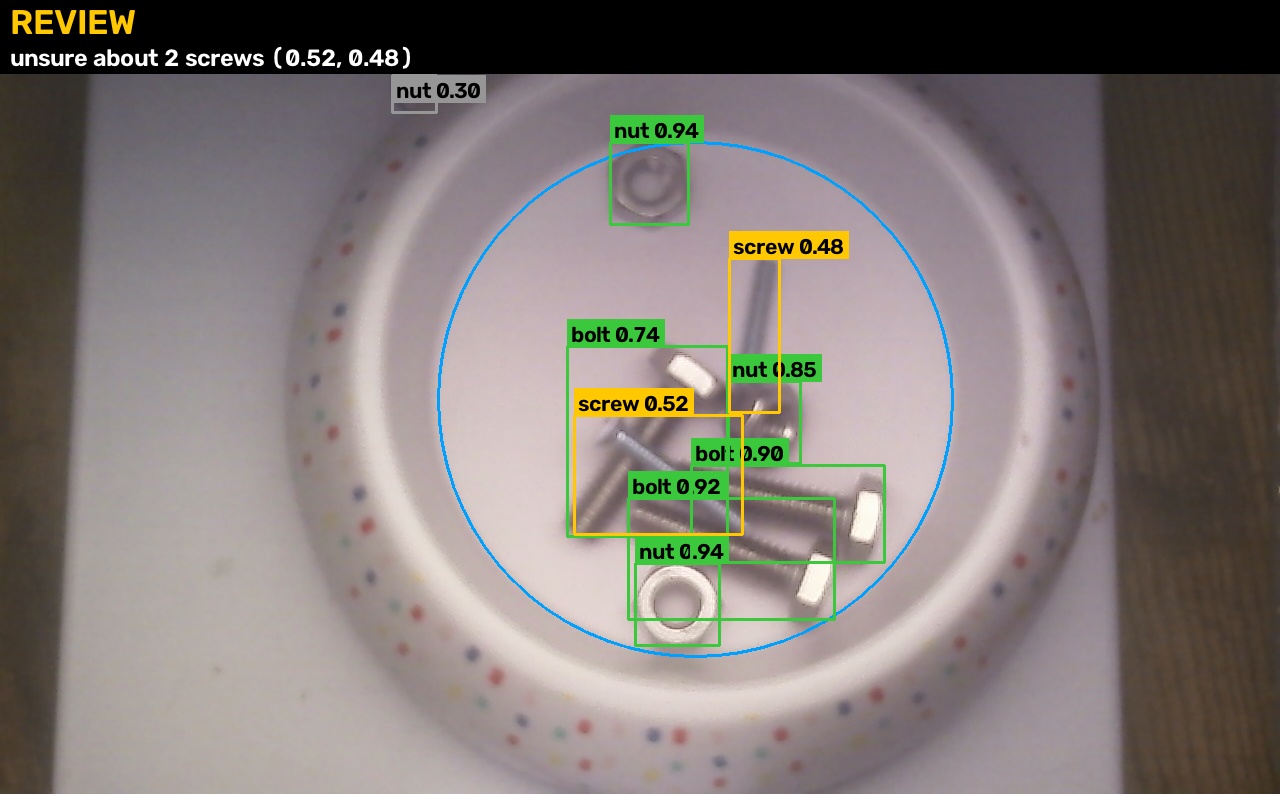 REVIEW
unsure about 2 screws (0.52, 0.48)
nut 0.30
nut 0.94
screw 0.48
bolt 0.74
nut 0.85
screw 0.52
bolt 0.90
bolt 0.92
nut 0.94